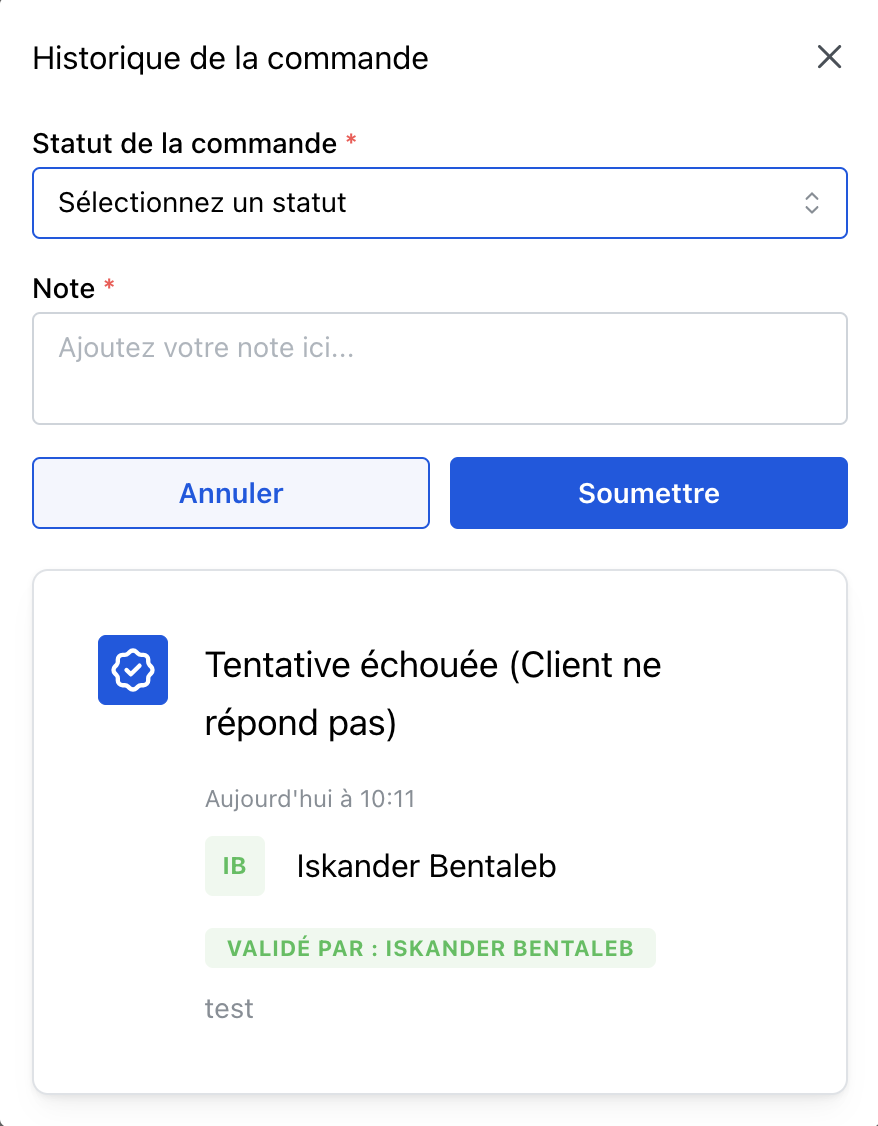 Historique de la commande
Statut de la commande *
Sélectionnez un statut
Note *
Ajoutez votre note ici...
Annuler
Soumettre
Tentative échouée (Client ne
répond pas)
Aujourd'hui à 10:11
IB
Iskander Bentaleb
VALIDÉ PAR : ISKANDER BENTALEB
test